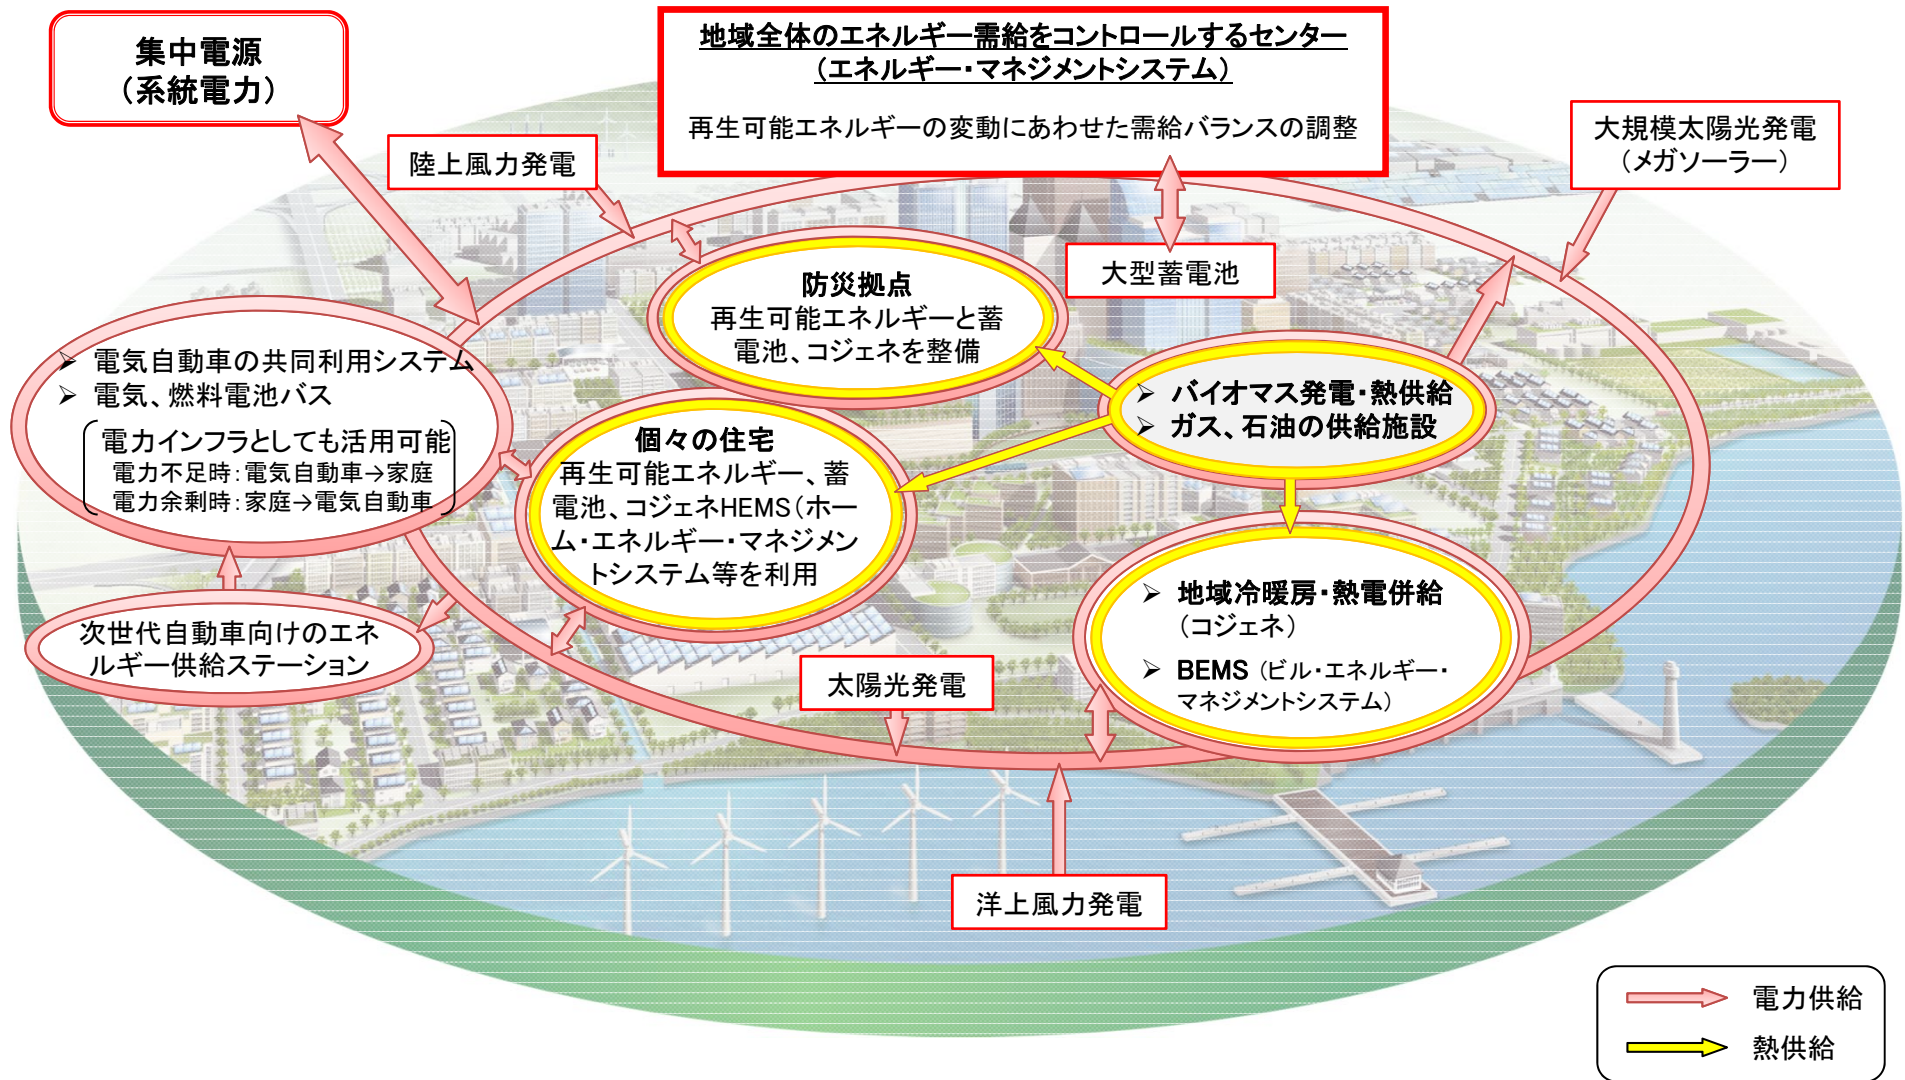 集中電源
（系統電力）
地域全体のエネルギー需給をコントロールするセンター
（エネルギー・マネジメントシステム）
再生可能エネルギーの変動にあわせた需給バランスの調整
陸上風力発電
大規模太陽光発電
（メガソーラー）
大型蓄電池
防災拠点
再生可能エネルギーと蓄
電池、コジェネを整備
➢ 電気自動車の共同利用システム
➢ 電気、燃料電池バス
電力インフラとしても活用可能
電力不足時：電気自動車→家庭
電力余剰時：家庭→電気自動車
➢ バイオマス発電・熱供給
➢ ガス、石油の供給施設
個々の住宅
再生可能エネルギー、蓄
電池、コジェネHEMS（ホー
ム・エネルギー・マネジメン
トシステム等を利用
➢ 地域冷暖房・熱電併給
（コジェネ）
➢ BEMS（ビル・エネルギー・
マネジメントシステム）
次世代自動車向けのエネ
ルギー供給ステーション
太陽光発電
洋上風力発電
電力供給
熱供給